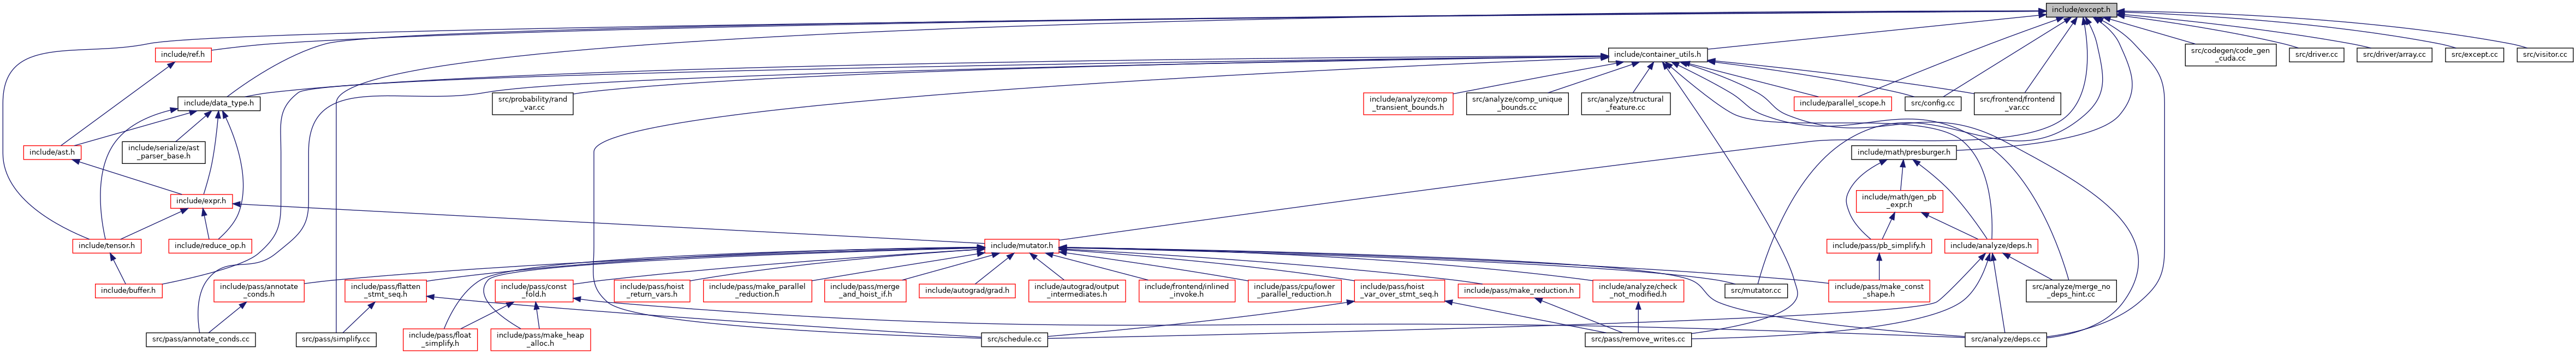 include/except.h
include/ref.h
include/container_utils.h
src/codegen/code_gen
_cuda.cc
src/driver.cc
src/driver/array.cc
src/except.cc
src/visitor.cc
include/data_type.h
src/probability/rand
_var.cc
include/analyze/comp
_transient_bounds.h
src/analyze/comp_unique
_bounds.cc
src/analyze/structural
_feature.cc
include/parallel_scope.h
src/config.cc
src/frontend/frontend
_var.cc
include/ast.h
include/serialize/ast
_parser_base.h
include/math/presburger.h
include/expr.h
include/math/gen_pb
_expr.h
include/tensor.h
include/reduce_op.h
include/mutator.h
include/pass/pb_simplify.h
include/analyze/deps.h
include/buffer.h
include/pass/annotate
_conds.h
include/pass/flatten
_stmt_seq.h
include/pass/const
_fold.h
include/pass/hoist
_return_vars.h
include/pass/make_parallel
_reduction.h
include/pass/merge
_and_hoist_if.h
include/autograd/grad.h
include/autograd/output
_intermediates.h
include/frontend/inlined
_invoke.h
include/pass/cpu/lower
_parallel_reduction.h
include/pass/hoist
_var_over_stmt_seq.h
include/pass/make_reduction.h
include/analyze/check
_not_modified.h
src/mutator.cc
include/pass/make_const
_shape.h
src/analyze/merge_no
_deps_hint.cc
src/pass/annotate_conds.cc
src/pass/simplify.cc
include/pass/float
_simplify.h
include/pass/make_heap
_alloc.h
src/schedule.cc
src/pass/remove_writes.cc
src/analyze/deps.cc